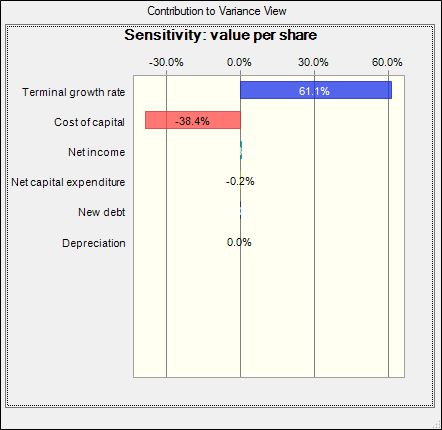 Contribution to Variance View
Sensitivity: value per share
-30.0% 0.0% 30.0% 60.0%
Terminal growth rate 61.1%
Cost of capital -38.4%
Net income
Net capital expenditure -0.2%
New debt
Depreciation 0.0%